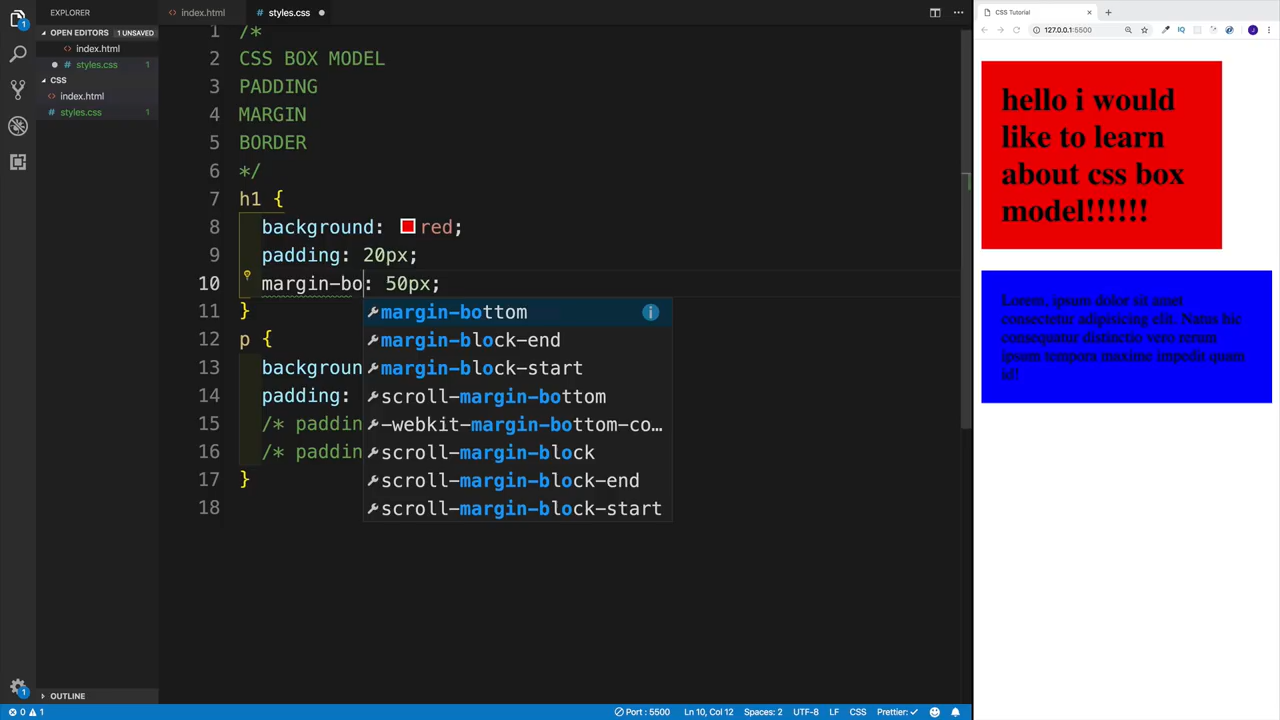 EXPLORER
OPEN EDITORS 1 UNSAVED
index.html
styles.css 1
CSS
index.html
styles.css 1
OUTLINE
1
1
index.html
styles.css
1 /*
2 CSS BOX MODEL
3 PADDING
4 MARGIN
5 BORDER
6 */
7 h1 {
8 background: red;
9 padding: 20px;
10 margin-bo: 50px;
11 }
12 p {
13 backgroun
14 padding:
15 /* paddin
16 /* paddin
17 }
18
margin-bottom
margin-block-end
margin-block-start
scroll-margin-bottom
-webkit-margin-bottom-co…
scroll-margin-block
scroll-margin-block-end
scroll-margin-block-start
0 1
Port : 5500 Ln 10, Col 12 Spaces: 2 UTF-8 LF CSS Prettier: ✓
CSS Tutorial
127.0.0.1:5500
IQ
J
hello i would
like to learn
about css box
model!!!!!!
Lorem, ipsum dolor sit amet
consectetur adipisicing elit. Natus hic
consequatur distinctio vero rerum
ipsum tempora maxime impedit quam
id!